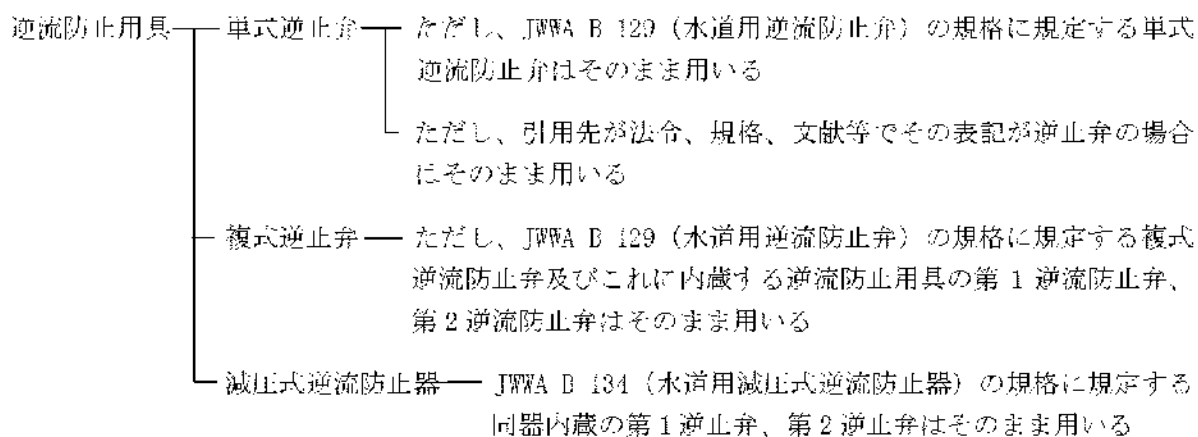 逆流防止用具 単式逆止弁 ただし、JWWA B 129（水道用逆流防止弁）の規格に規定する単式
逆流防止弁はそのまま用いる
ただし、引用先が法令、規格、文献等でその表記が逆止弁の場合
はそのまま用いる
複式逆止弁 ただし、JWWA B 129（水道用逆流防止弁）の規格に規定する複式
逆流防止弁及びこれに内蔵する逆流防止用具の第1逆流防止弁、
第2逆流防止弁はそのまま用いる
減圧式逆流防止器 JWWA B 134（水道用減圧式逆流防止器）の規格に規定する
同器内蔵の第1逆止弁、第2逆止弁はそのまま用いる